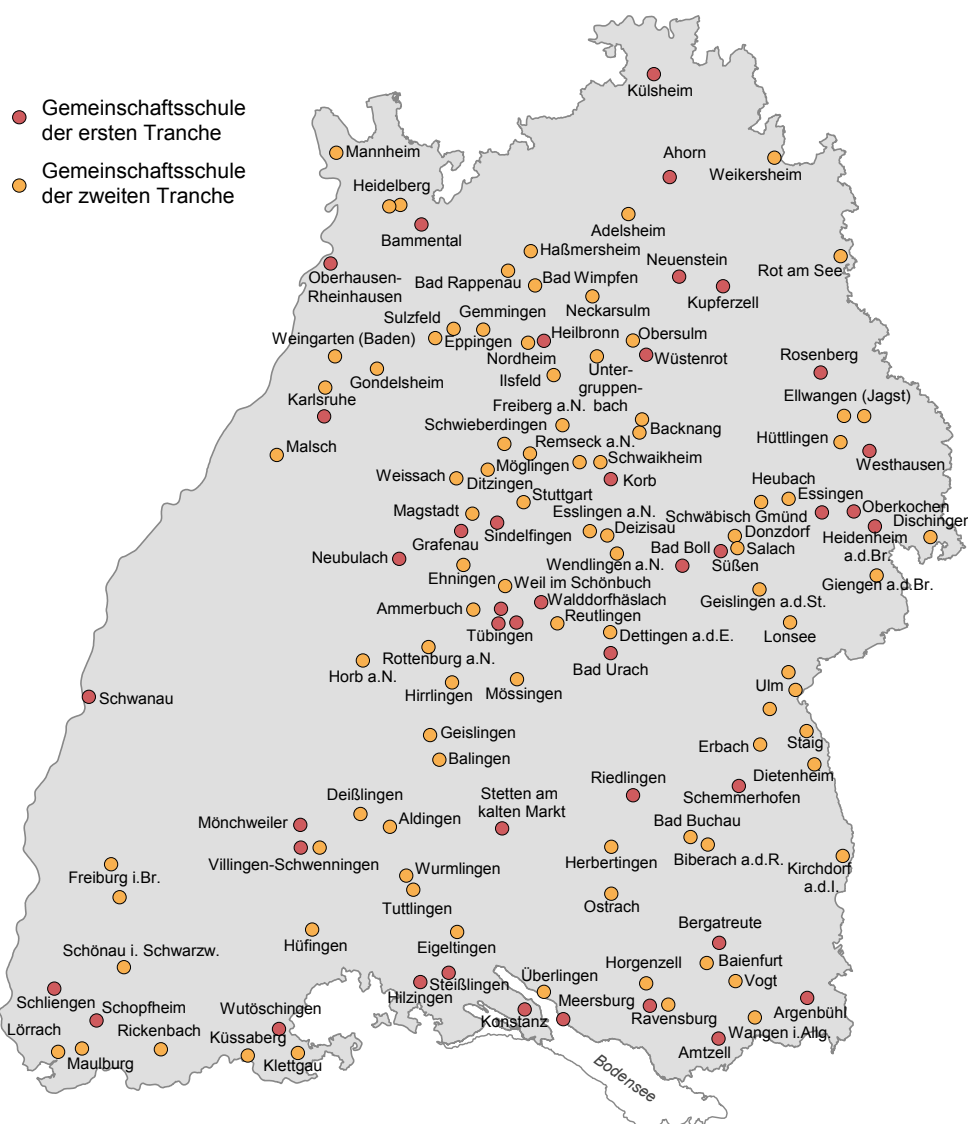 Külsheim
Gemeinschaftsschule
der ersten Tranche
Mannheim
Ahorn
Weikersheim
Gemeinschaftsschule
der zweiten Tranche
Heidelberg
Bammental
Adelsheim
Haßmersheim
Neuenstein
Rot am See
Oberhausen-
Rheinhausen
Bad Rappenau
Bad Wimpfen
Kupferzell
Neckarsulm
Sulzfeld
Gemmingen
Weingarten (Baden)
Eppingen
Heilbronn
Obersulm
Nordheim
Wüstenrot
Rosenberg
Gondelsheim
Ilsfeld
Unter-
gruppen-
bach
Karlsruhe
Ellwangen (Jagst)
Freiberg a.N.
Schwieberdingen
Backnang
Remseck a.N.
Hüttlingen
Malsch
Möglingen
Schwaikheim
Westhausen
Weissach
Ditzingen
Korb
Heubach
Stuttgart
Essingen
Oberkochen
Magstadt
Esslingen a.N.
Schwäbisch Gmünd
Dischingen
Grafenau
Sindelfingen
Deizisau
Donzdorf
Heidenheim
a.d.Br.
Neubulach
Wendlingen a.N.
Bad Boll
Salach
Süßen
Ehningen
Weil im Schönbuch
Giengen a.d.Br.
Ammerbuch
Walddorfhäslach
Geislingen a.d.St.
Reutlingen
Tübingen
Dettingen a.d.E.
Lonsee
Rottenburg a.N.
Bad Urach
Horb a.N.
Hirrlingen
Mössingen
Ulm
Schwanau
Geislingen
Erbach
Staig
Balingen
Dietenheim
Riedlingen
Schemmerhofen
Deißlingen
Stetten am
kalten Markt
Mönchweiler
Aldingen
Bad Buchau
Villingen-Schwenningen
Herbertingen
Biberach a.d.R.
Kirchdorf
a.d.I.
Freiburg i.Br.
Wurmlingen
Tuttlingen
Ostrach
Bergatreute
Hüfingen
Eigeltingen
Schönau i. Schwarzw.
Baienfurt
Horgenzell
Überlingen
Vogt
Schliengen
Steißlingen
Hilzingen
Meersburg
Schopfheim
Wutöschingen
Argenbühl
Konstanz
Ravensburg
Lörrach
Rickenbach
Küssaberg
Wangen i.Allg.
Maulburg
Klettgau
Amtzell
Bodensee